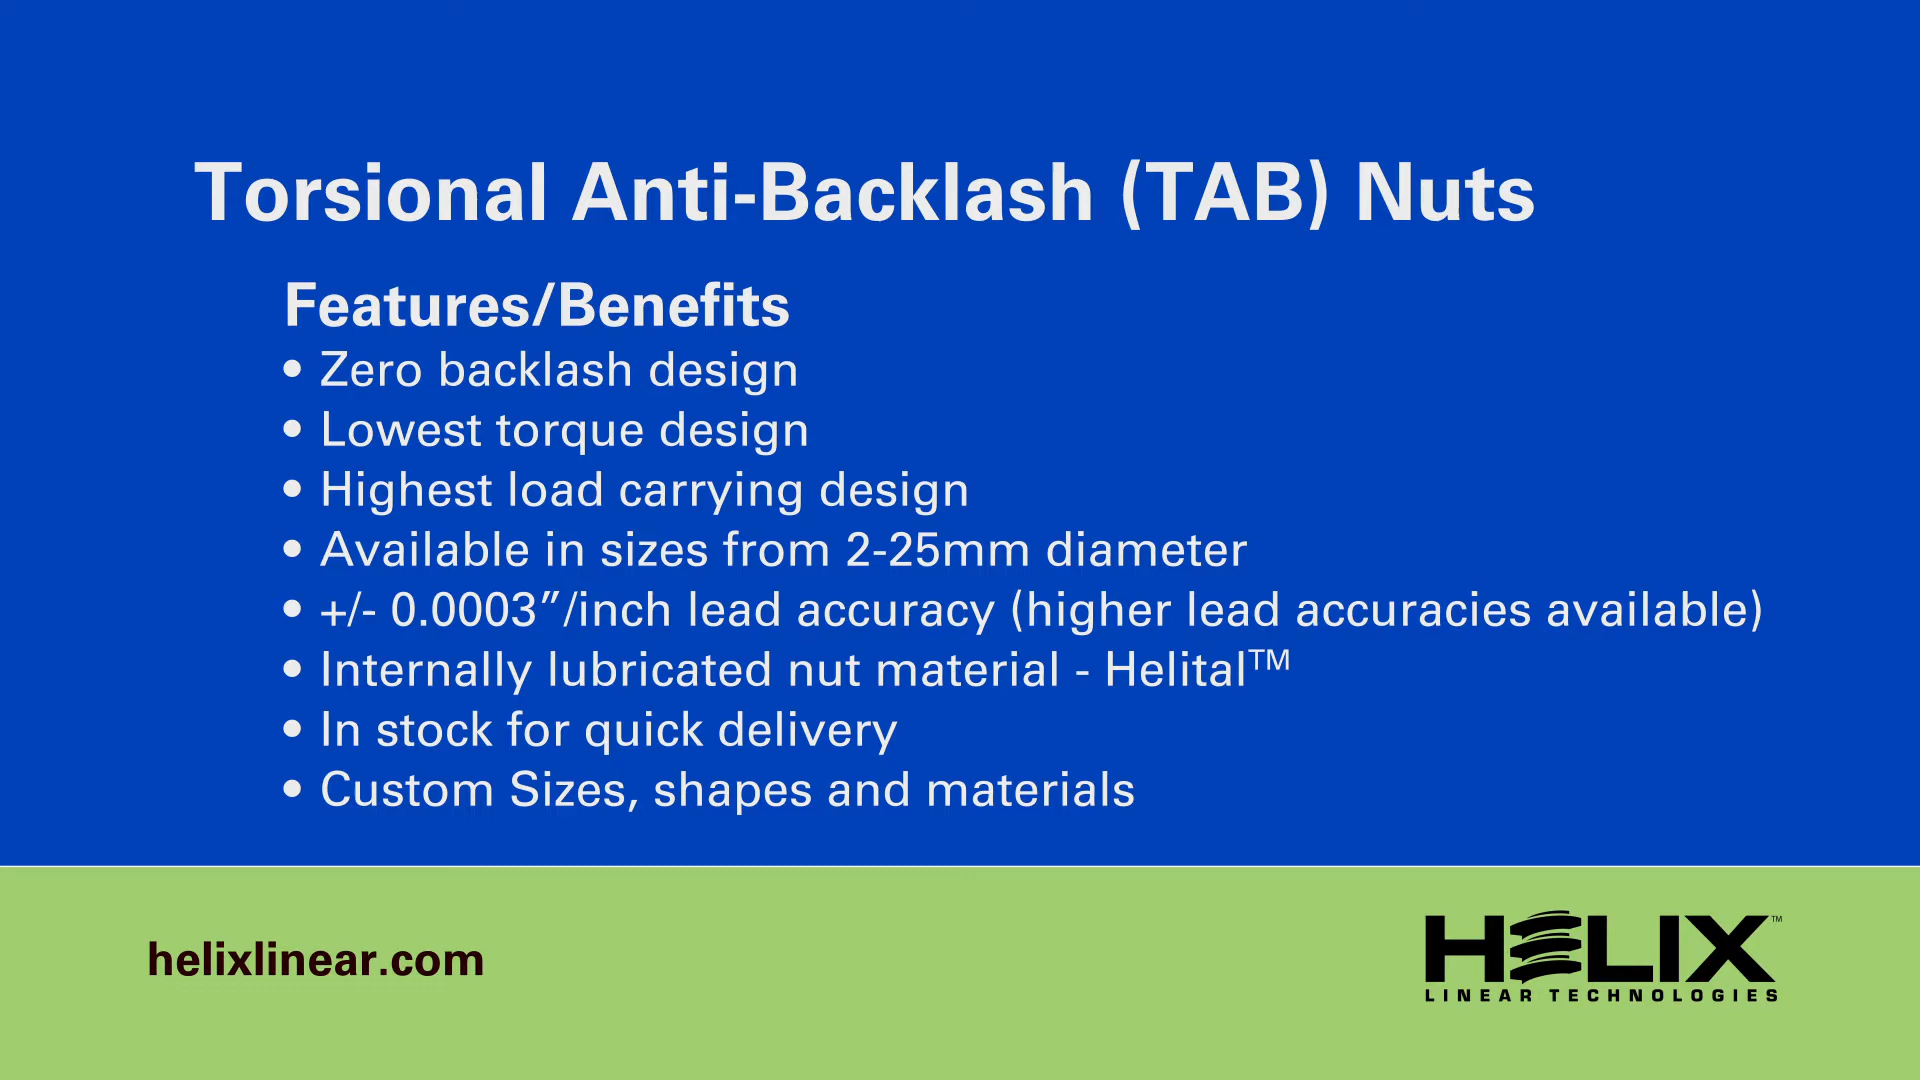 Torsional Anti-Backlash (TAB) Nuts
Features/Benefits
• Zero backlash design
• Lowest torque design
• Highest load carrying design
• Available in sizes from 2-25mm diameter
• +/- 0.0003”/inch lead accuracy (higher lead accuracies available)
• Internally lubricated nut material - Helital™
• In stock for quick delivery
• Custom Sizes, shapes and materials
helixlinear.com
HELIX™
LINEAR TECHNOLOGIES